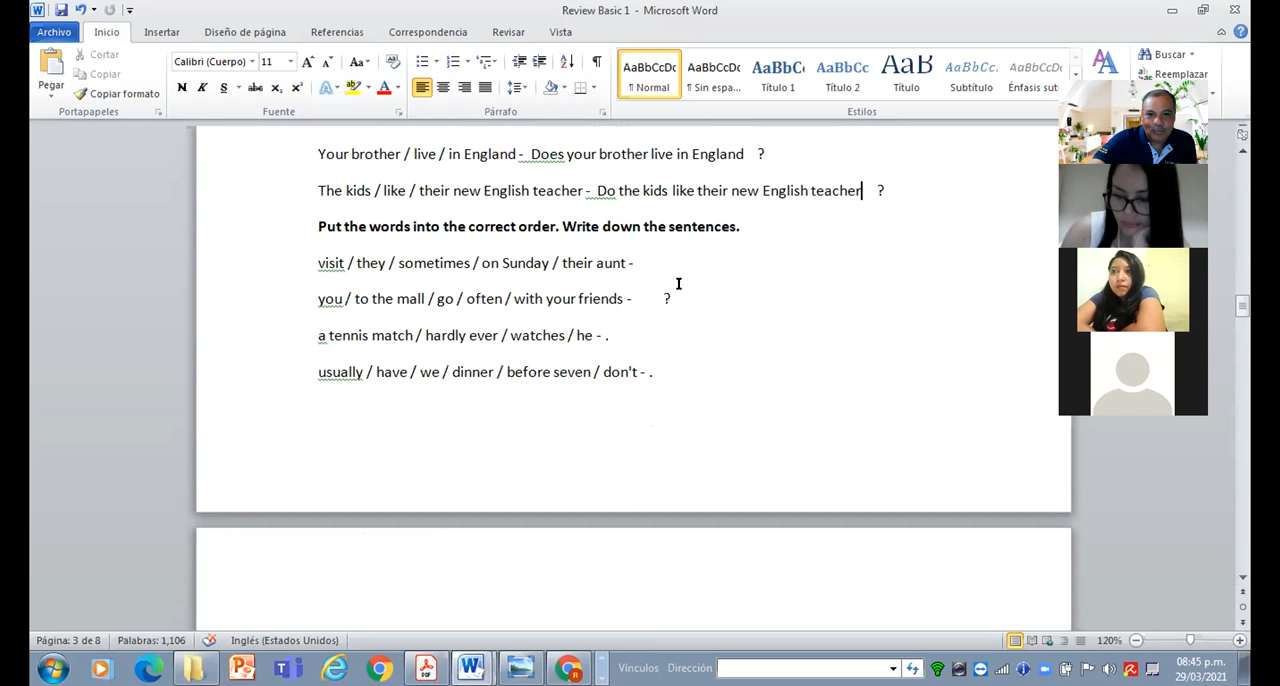 Review Basic 1 - Microsoft Word
Archivo Inicio Insertar Diseño de página Referencias Correspondencia Revisar Vista
Pegar
Cortar
Copiar
Copiar formato
Portapapeles
Calibri (Cuerpo) 11
Fuente
Párrafo
AaBbCcDc AaBbCcDc AaBbC AaBbCc AaB AaBbCc. AaBbCcDc
¶ Normal ¶ Sin espa... Título 1 Título 2 Título Subtítulo Énfasis sut
Estilos
Buscar
Reemplazar
Your brother / live / in England - Does your brother live in England ?
The kids / like / their new English teacher - Do the kids like their new English teacher ?
Put the words into the correct order. Write down the sentences.
visit / they / sometimes / on Sunday / their aunt -
you / to the mall / go / often / with your friends - ?
a tennis match / hardly ever / watches / he - .
usually / have / we / dinner / before seven / don't - .
Página: 3 de 8 Palabras: 1,106 Inglés (Estados Unidos) 120%
Vínculos Dirección
08:45 p.m.
29/03/2021